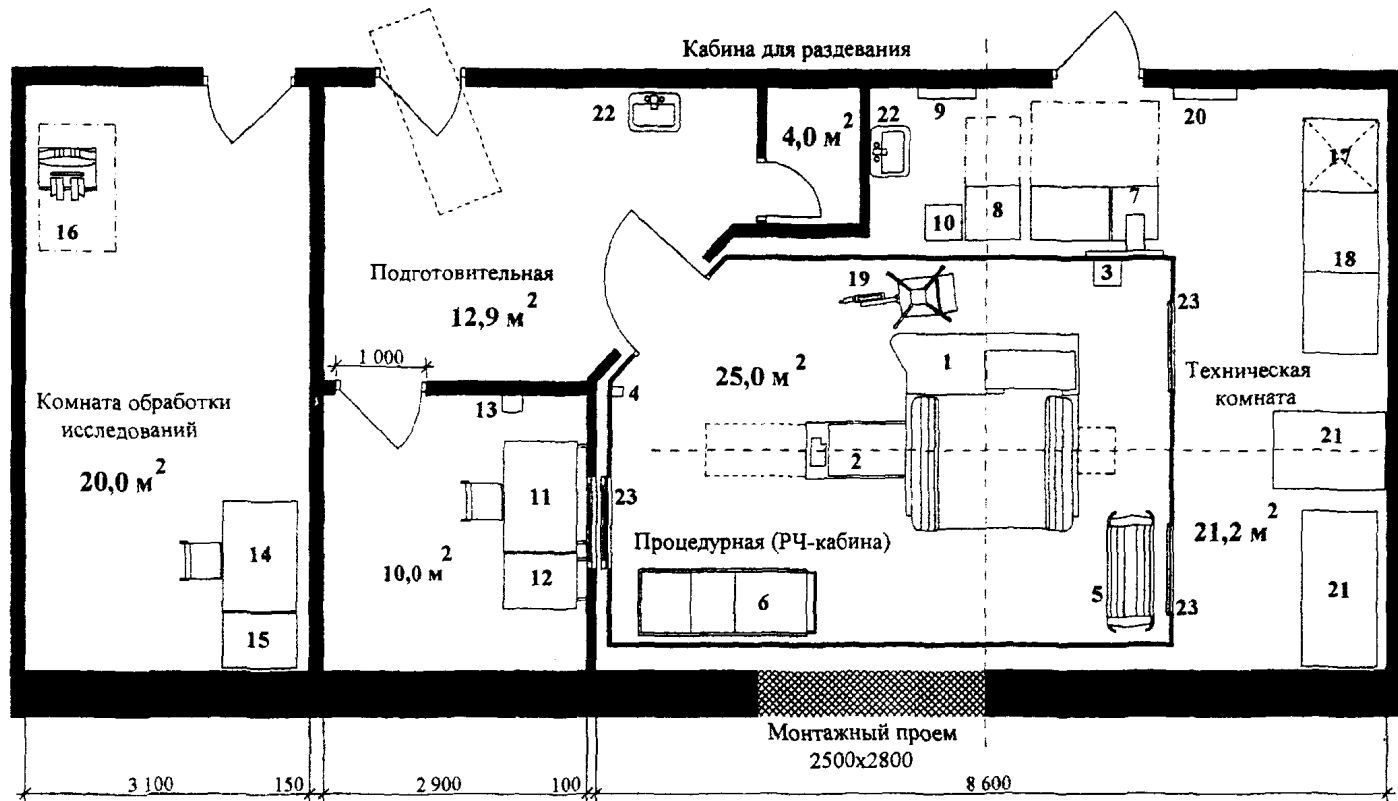 Кабина для раздевания
22
4,0 м²
22
9
20
17
10
8
7
16
18
3
Подготовительная
12,9 м²
19
23
1 000
25,0 м²
1
Техническая
комната
Комната обработки
исследований
20,0 м²
13
4
2
21
11
23
21,2 м²
Процедурная (РЧ-кабина)
14
10,0 м²
12
6
5
23
21
15
Монтажный проем
2500х2800
3 100
150
2 900
100
8 600